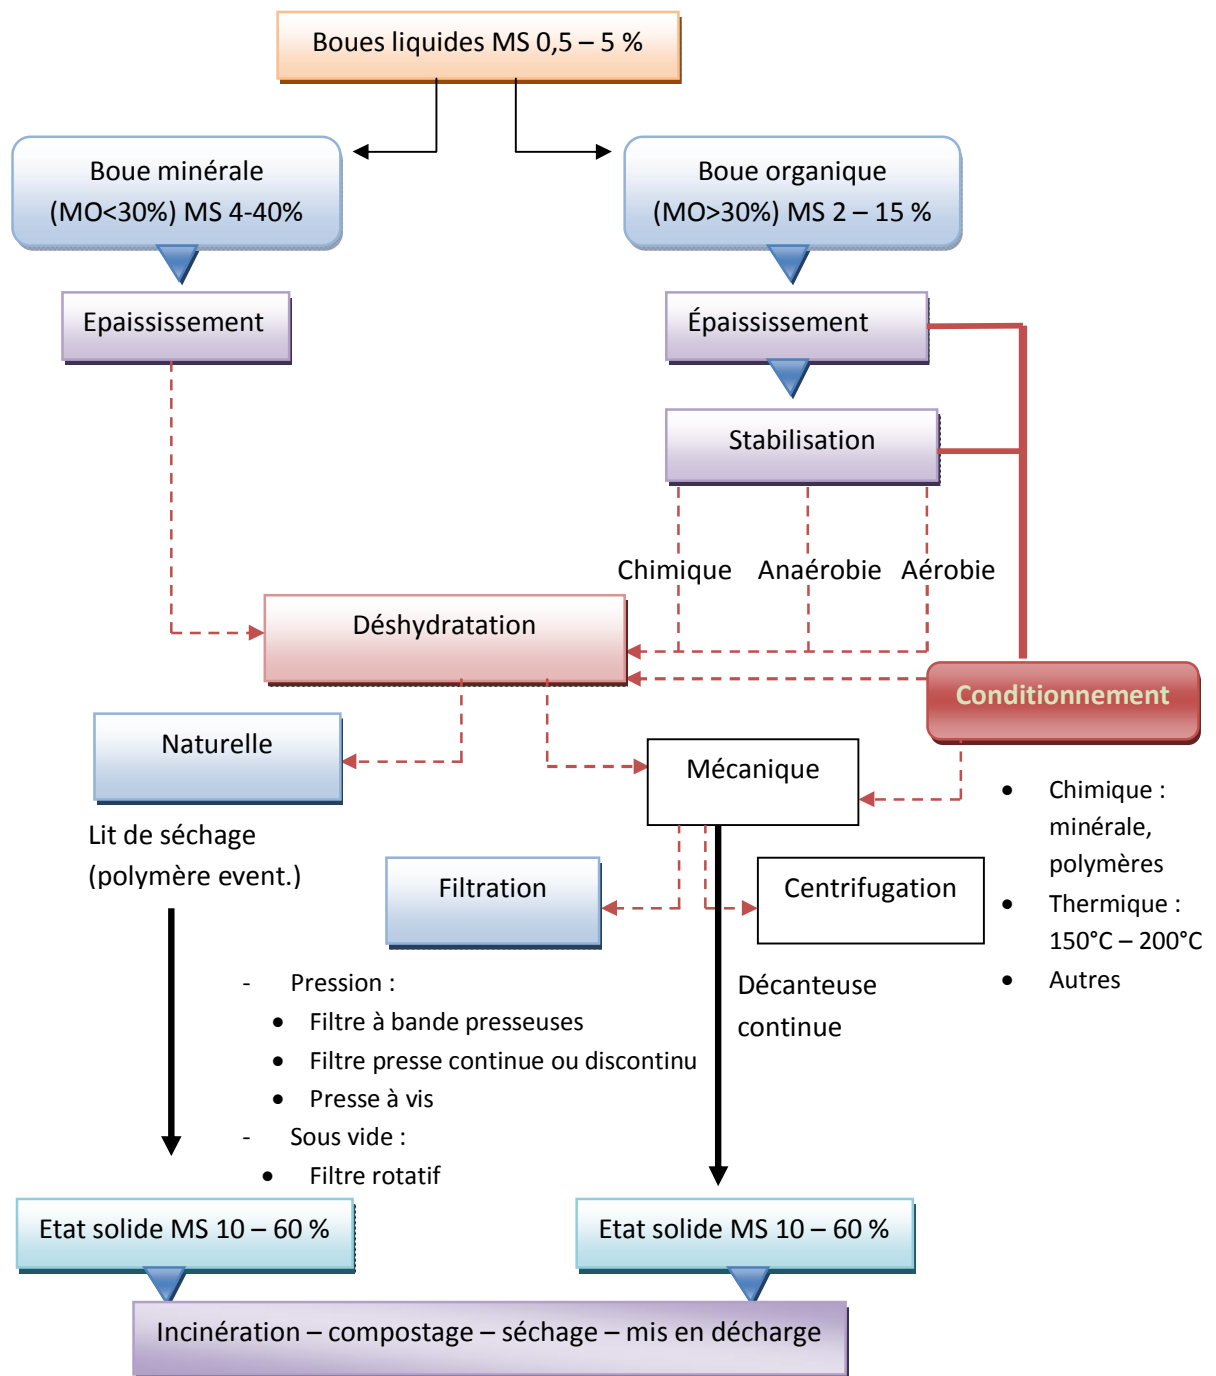 Boues liquides MS 0,5 – 5 %
Boue minérale
(MO<30%) MS 4-40%
Boue organique
(MO>30%) MS 2 – 15 %
Epaississement
Épaississement
Stabilisation
Chimique
Anaérobie
Aérobie
Déshydratation
Conditionnement
Naturelle
Mécanique
• Chimique :
minérale,
polymères
• Thermique :
150°C – 200°C
• Autres
Lit de séchage
(polymère event.)
Filtration
Centrifugation
- Pression :
• Filtre à bande presseuses
• Filtre presse continue ou discontinu
• Presse à vis
- Sous vide :
• Filtre rotatif
Décanteuse
continue
Etat solide MS 10 – 60 %
Etat solide MS 10 – 60 %
Incinération – compostage – séchage – mis en décharge